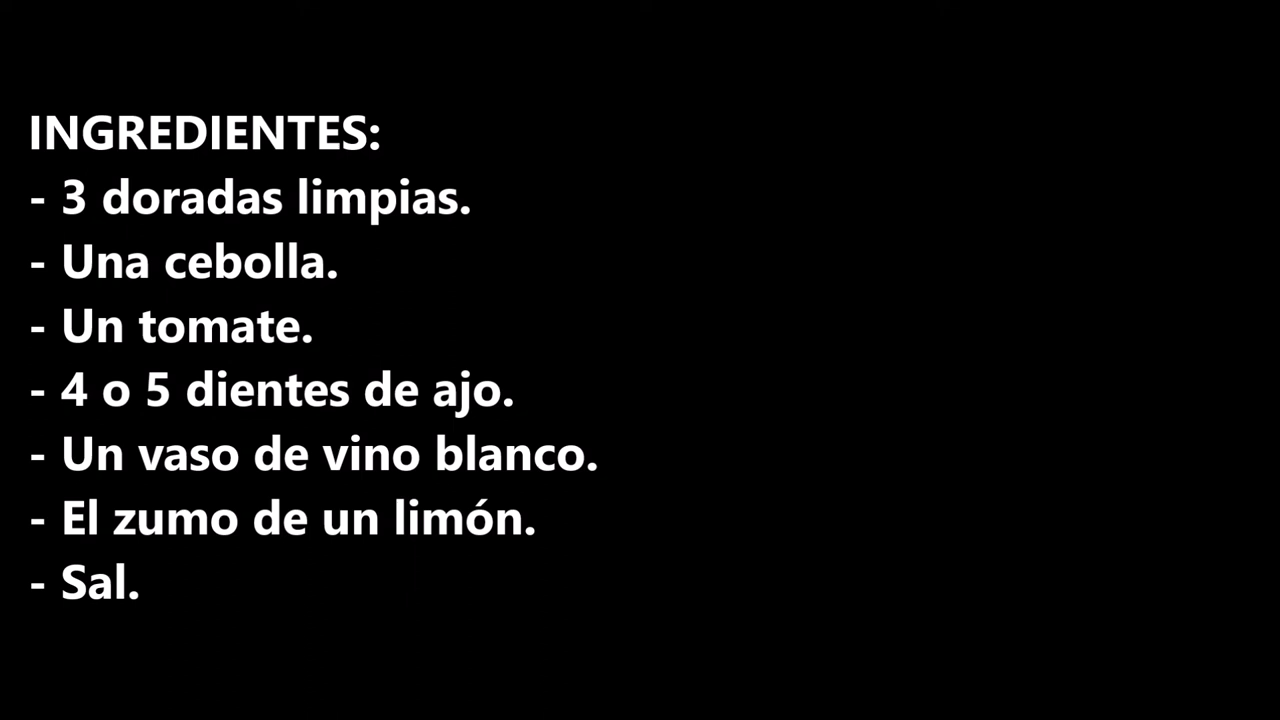 INGREDIENTES:
- 3 doradas limpias.
- Una cebolla.
- Un tomate.
- 4 o 5 dientes de ajo.
- Un vaso de vino blanco.
- El zumo de un limón.
- Sal.